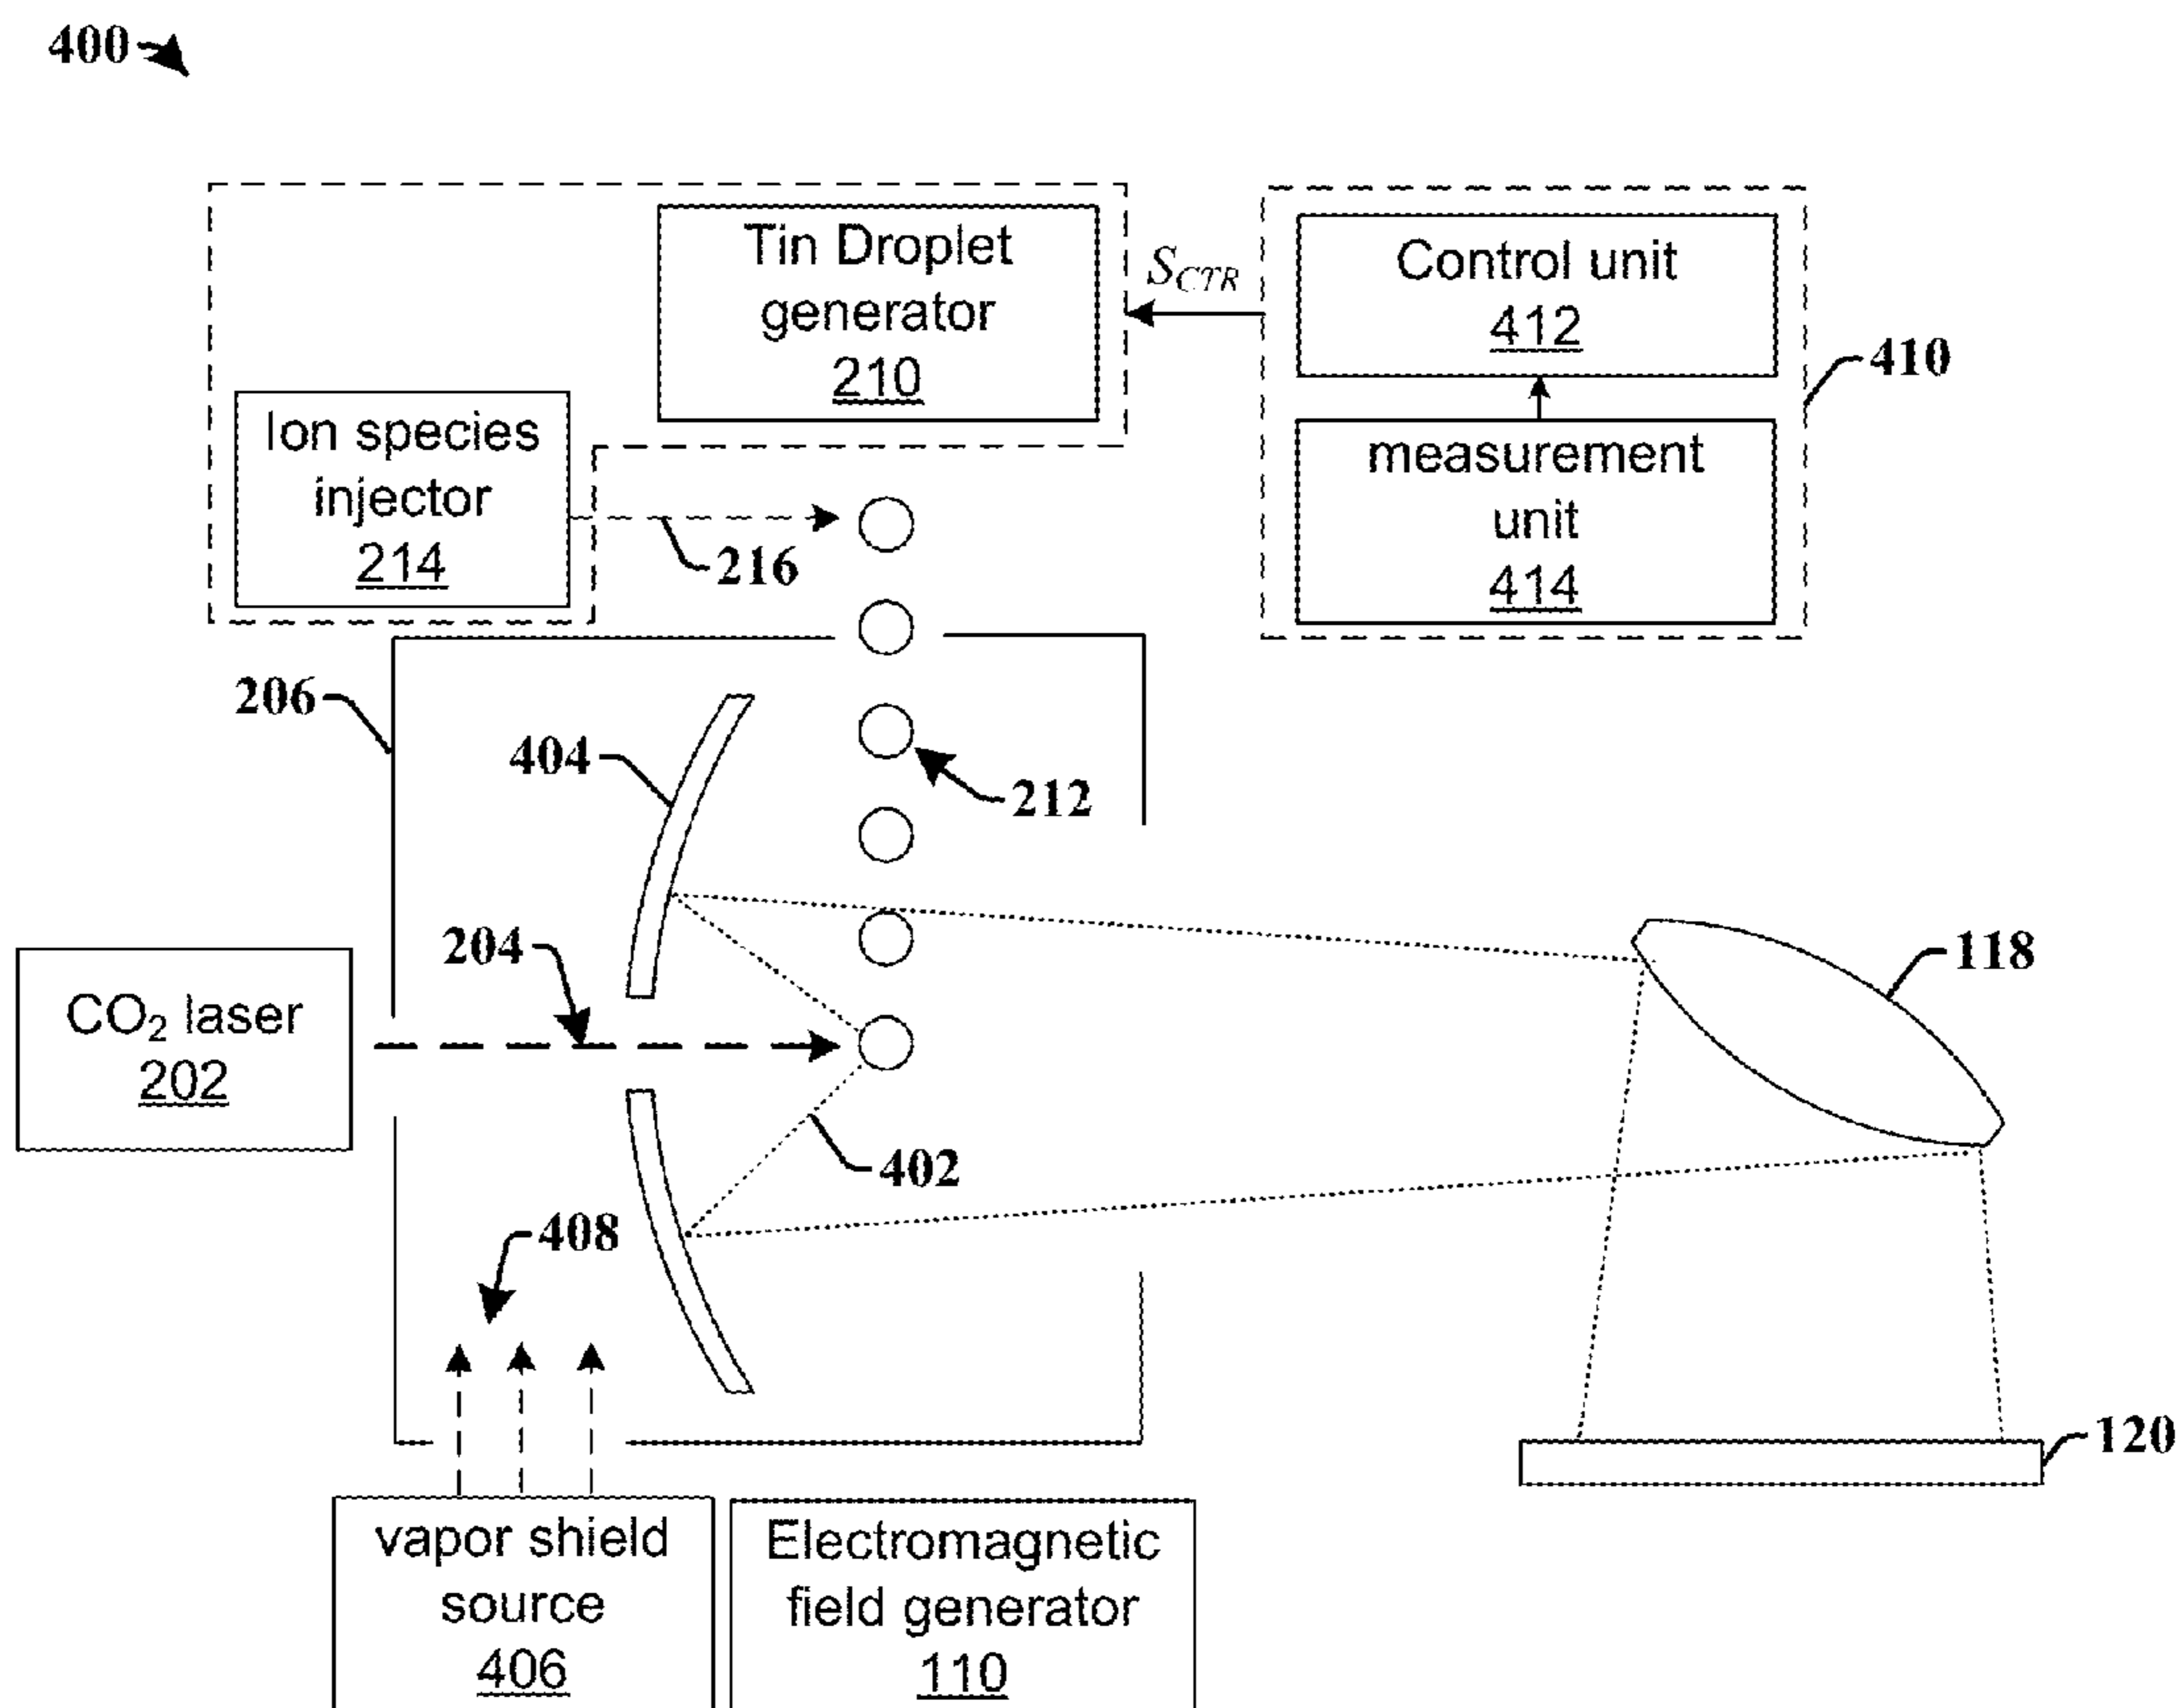 400
Tin Droplet
generator
210
S_CTR
Control unit
412
410
measurement
unit
414
Ion species
injector
214
216
206
404
212
204
118
CO₂ laser
202
402
408
120
vapor shield
source
406
Electromagnetic
field generator
110